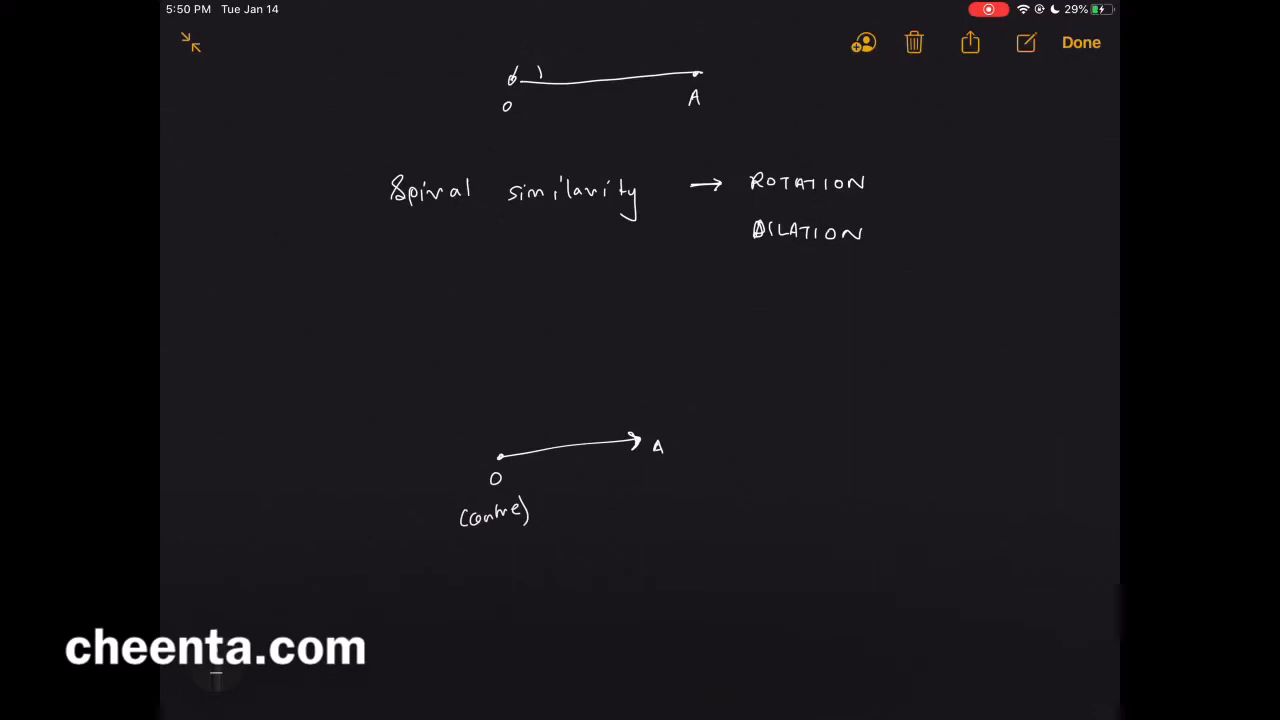 5:50 PM Tue Jan 14
29%
Done
O A
Spiral similarity → ROTATION
DILATION
A
O
(centre)
cheenta.com